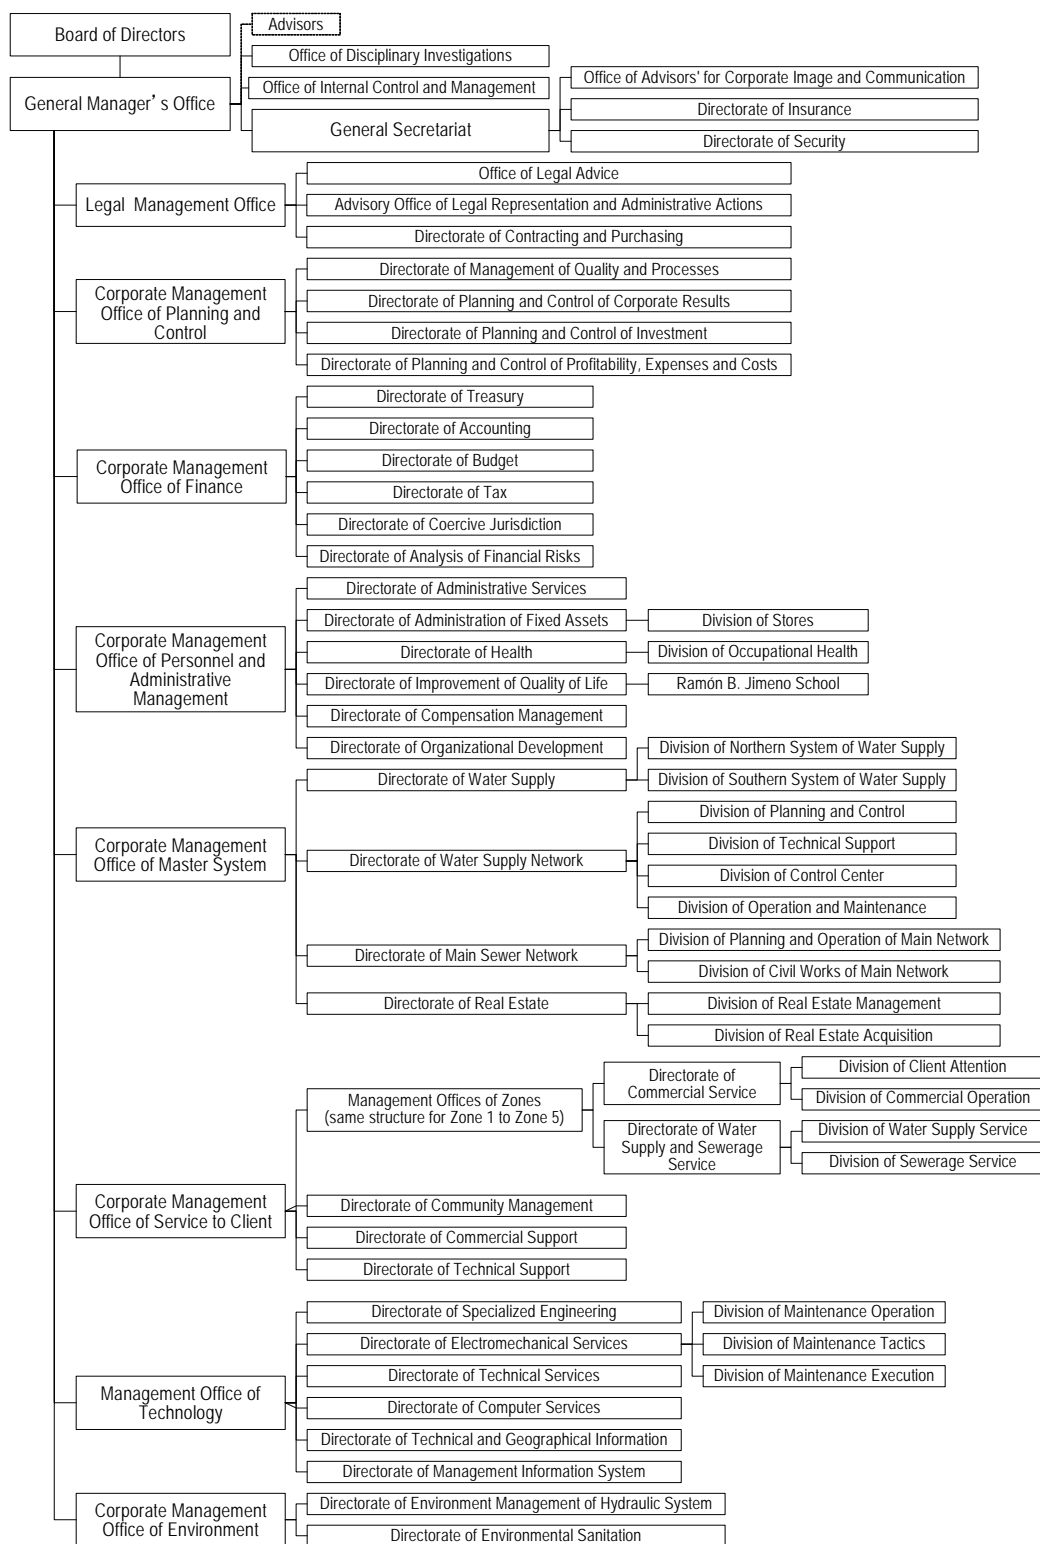 Board of Directors
General Manager's Office
Advisors
Office of Disciplinary Investigations
Office of Internal Control and Management
General Secretariat
Office of Advisors' for Corporate Image and Communication
Directorate of Insurance
Directorate of Security
Legal Management Office
Office of Legal Advice
Advisory Office of Legal Representation and Administrative Actions
Directorate of Contracting and Purchasing
Corporate Management
Office of Planning and
Control
Directorate of Management of Quality and Processes
Directorate of Planning and Control of Corporate Results
Directorate of Planning and Control of Investment
Directorate of Planning and Control of Profitability, Expenses and Costs
Corporate Management
Office of Finance
Directorate of Treasury
Directorate of Accounting
Directorate of Budget
Directorate of Tax
Directorate of Coercive Jurisdiction
Directorate of Analysis of Financial Risks
Corporate Management
Office of Personnel and
Administrative
Management
Directorate of Administrative Services
Directorate of Administration of Fixed Assets
Division of Stores
Directorate of Health
Division of Occupational Health
Directorate of Improvement of Quality of Life
Ramón B. Jimeno School
Directorate of Compensation Management
Directorate of Organizational Development
Corporate Management
Office of Master System
Directorate of Water Supply
Division of Northern System of Water Supply
Division of Southern System of Water Supply
Directorate of Water Supply Network
Division of Planning and Control
Division of Technical Support
Division of Control Center
Division of Operation and Maintenance
Directorate of Main Sewer Network
Division of Planning and Operation of Main Network
Division of Civil Works of Main Network
Directorate of Real Estate
Division of Real Estate Management
Division of Real Estate Acquisition
Corporate Management
Office of Service to Client
Management Offices of Zones
(same structure for Zone 1 to Zone 5)
Directorate of
Commercial Service
Division of Client Attention
Division of Commercial Operation
Directorate of Water
Supply and Sewerage
Service
Division of Water Supply Service
Division of Sewerage Service
Directorate of Community Management
Directorate of Commercial Support
Directorate of Technical Support
Management Office of
Technology
Directorate of Specialized Engineering
Directorate of Electromechanical Services
Division of Maintenance Operation
Division of Maintenance Tactics
Division of Maintenance Execution
Directorate of Technical Services
Directorate of Computer Services
Directorate of Technical and Geographical Information
Directorate of Management Information System
Corporate Management
Office of Environment
Directorate of Environment Management of Hydraulic System
Directorate of Environmental Sanitation